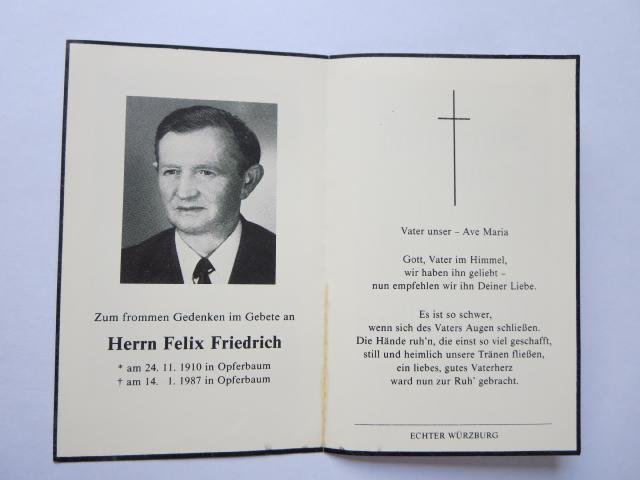 Zum frommen Gedenken im Gebete an
Herrn Felix Friedrich
* am 24. 11. 1910 in Opferbaum
† am 14. 1. 1987 in Opferbaum
Vater unser – Ave Maria
Gott, Vater im Himmel,
wir haben ihn geliebt –
nun empfehlen wir ihn Deiner Liebe.
Es ist so schwer,
wenn sich des Vaters Augen schließen.
Die Hände ruh'n, die einst so viel geschafft,
still und heimlich unsere Tränen fließen,
ein liebes, gutes Vaterherz
ward nun zur Ruh' gebracht.
ECHTER WÜRZBURG